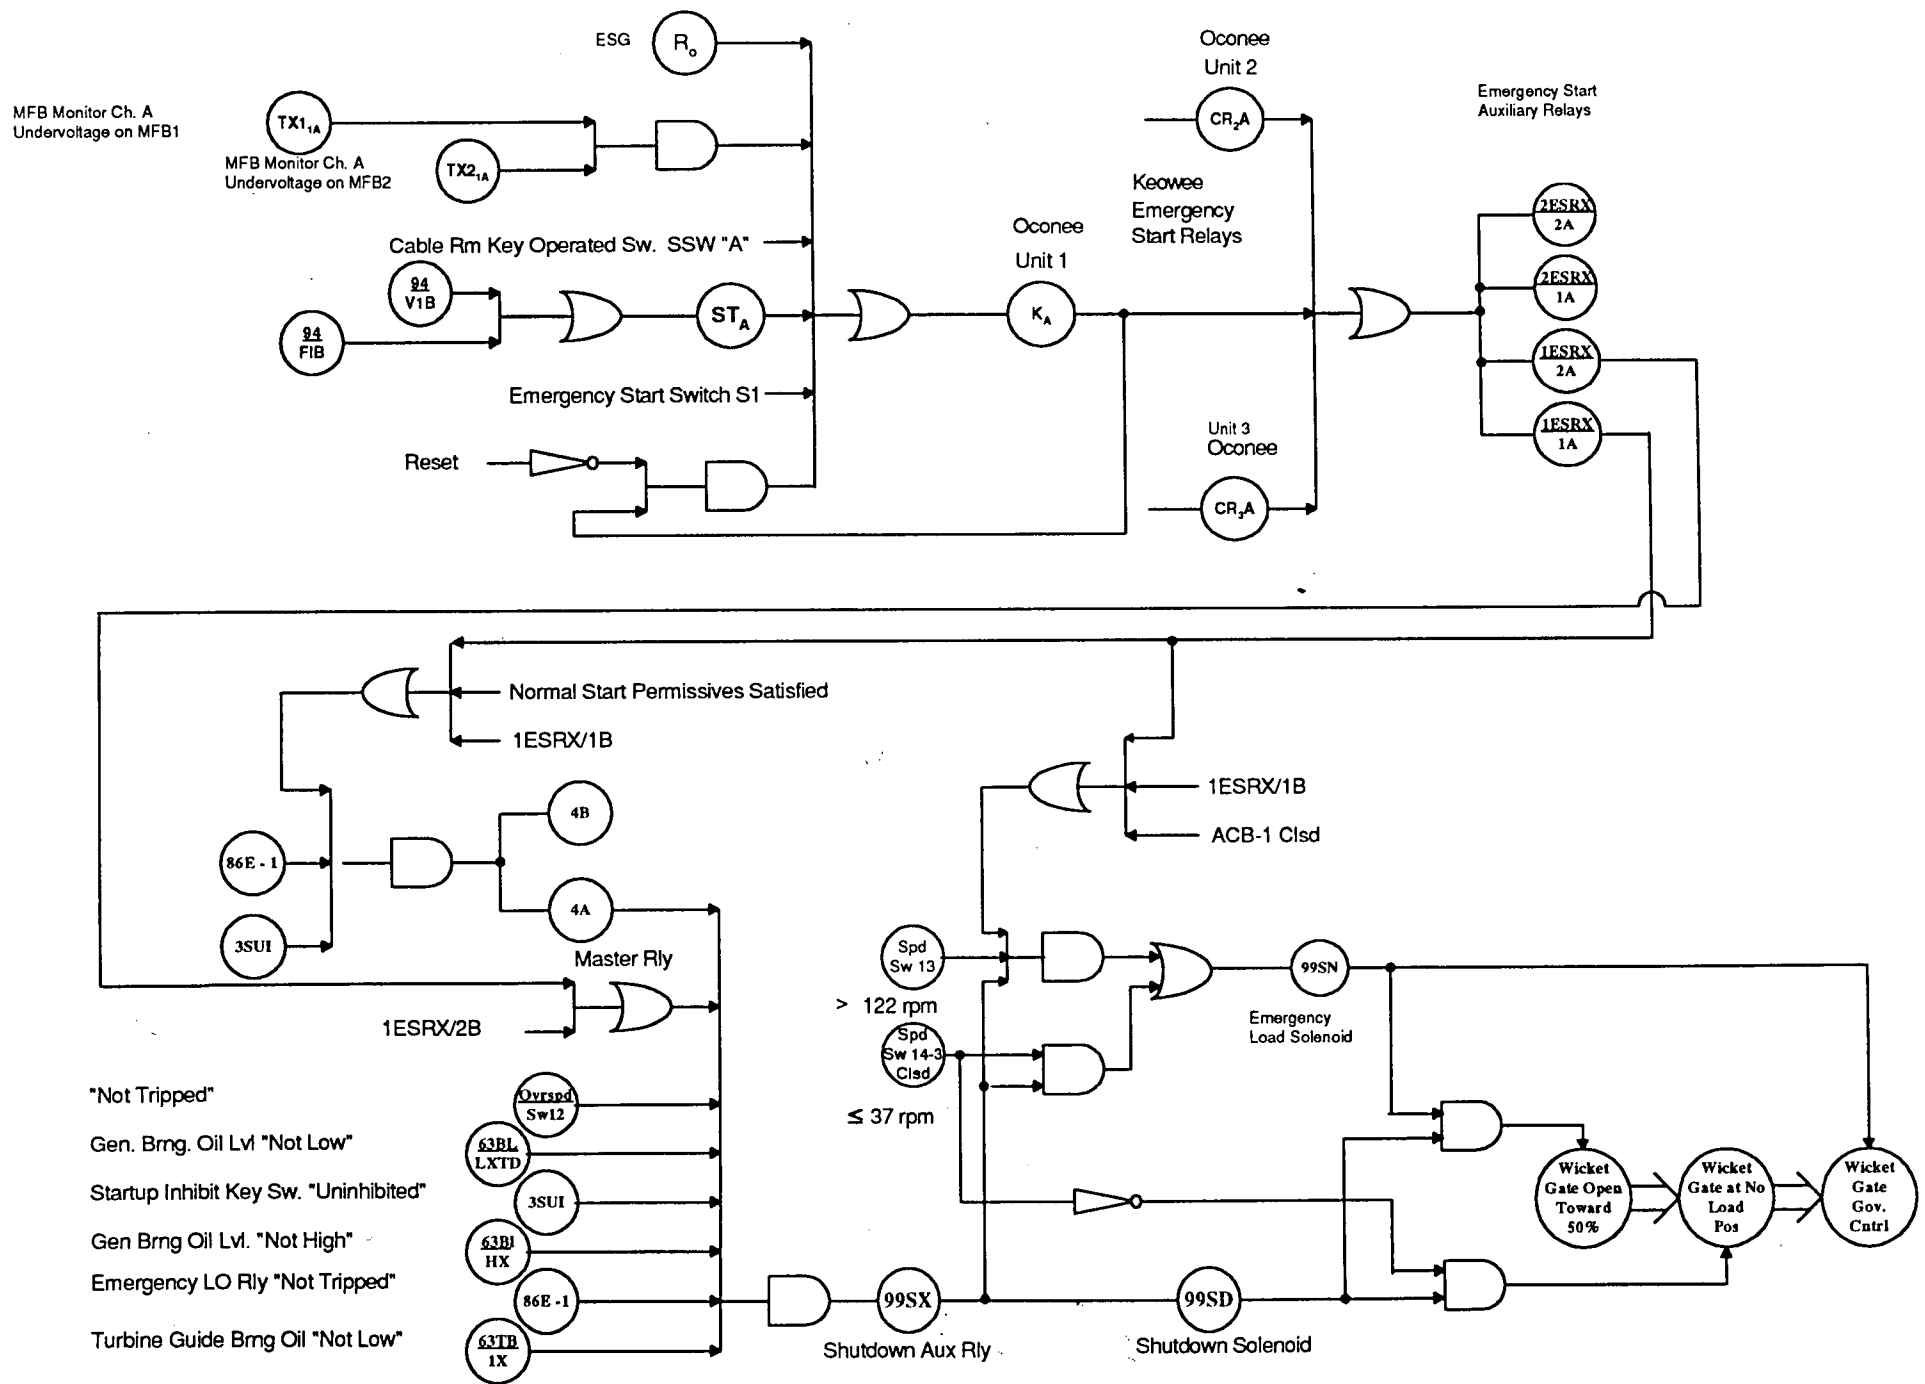 ESG
Ro
MFB Monitor Ch. A
Undervoltage on MFB1
TX1 1A
MFB Monitor Ch. A
Undervoltage on MFB2
TX2 1A
Cable Rm Key Operated Sw. SSW "A"
94
V1B
94
FIB
STA
Emergency Start Switch S1
Reset
Oconee
Unit 1
KA
Oconee
Unit 2
CR2A
Keowee
Emergency
Start Relays
Unit 3
Oconee
CR3A
Emergency Start
Auxiliary Relays
2ESRX
2A
2ESRX
1A
1ESRX
2A
1ESRX
1A
Normal Start Permissives Satisfied
1ESRX/1B
86E - 1
3SUI
4B
4A
Master Rly
1ESRX/2B
1ESRX/1B
ACB-1 Clsd
Spd
Sw 13
> 122 rpm
Spd
Sw 14-3
Clsd
≤ 37 rpm
99SN
Emergency
Load Solenoid
"Not Tripped"
Ovrspd
Sw12
Gen. Brng. Oil Lvl "Not Low"
63BL
LXTD
Startup Inhibit Key Sw. "Uninhibited"
3SUI
Gen Brng Oil Lvl. "Not High"
63BI
HX
Emergency LO Rly "Not Tripped"
86E -1
Turbine Guide Brng Oil "Not Low"
63TB
1X
99SX
Shutdown Aux Rly
99SD
Shutdown Solenoid
Wicket
Gate Open
Toward
50%
Wicket
Gate at No
Load
Pos
Wicket
Gate
Gov.
Cntrl